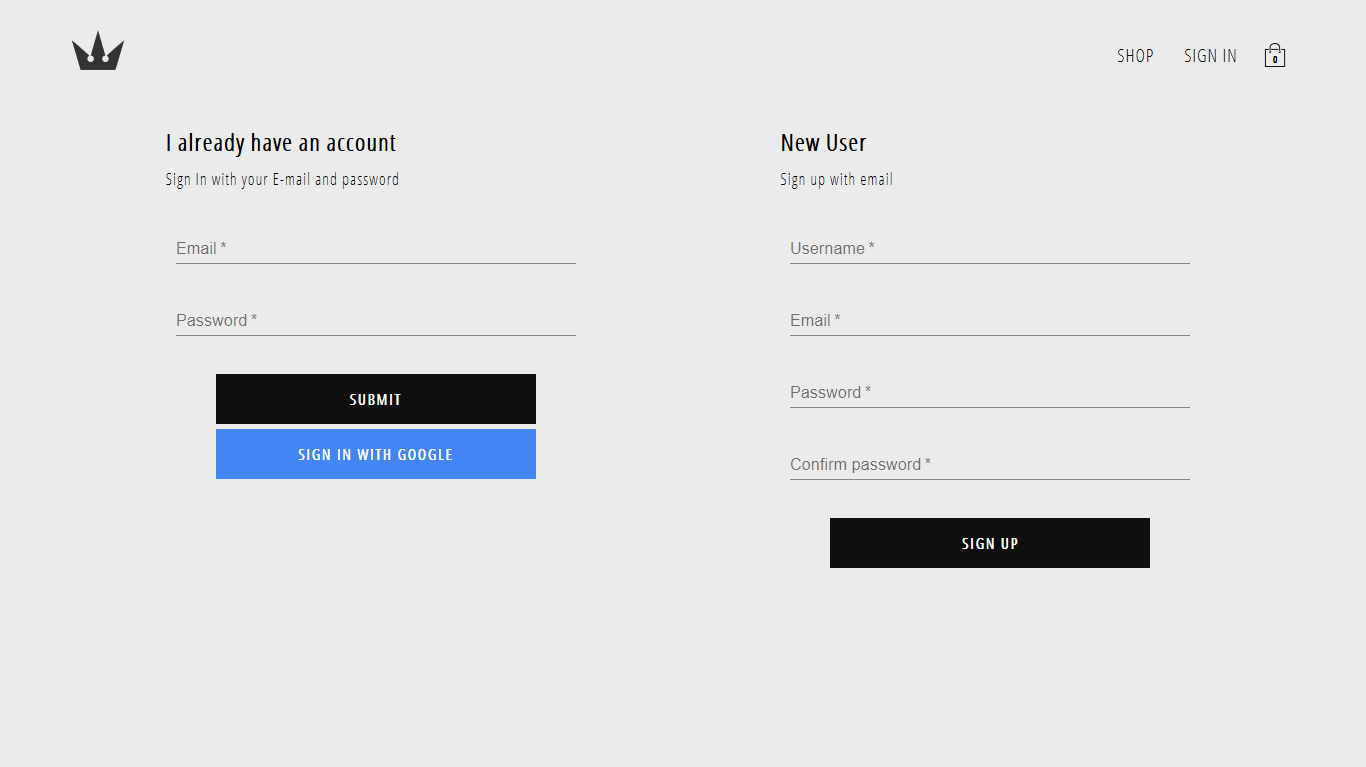 SHOP
SIGN IN
0
I already have an account
Sign In with your E-mail and password
Email *
Password *
SUBMIT
SIGN IN WITH GOOGLE
New User
Sign up with email
Username *
Email *
Password *
Confirm password *
SIGN UP